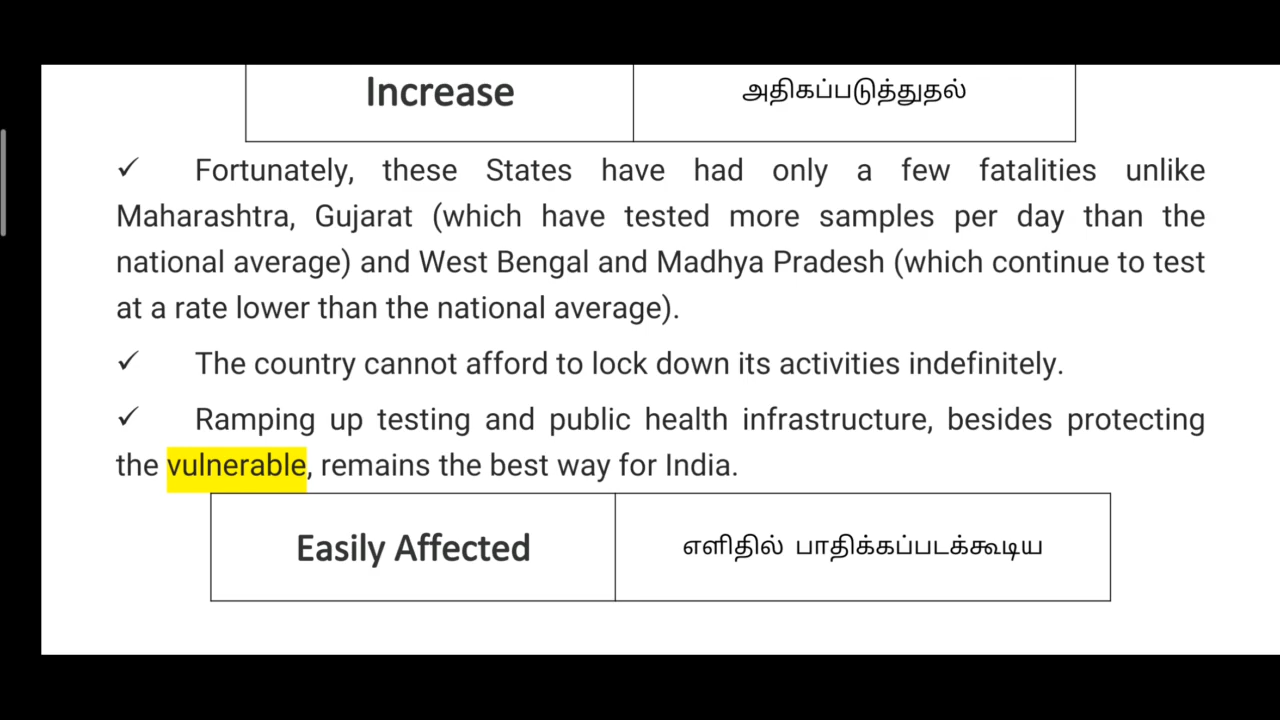 Increase அதிகப்படுத்துதல்
✓ Fortunately, these States have had only a few fatalities unlike
Maharashtra, Gujarat (which have tested more samples per day than the
national average) and West Bengal and Madhya Pradesh (which continue to test
at a rate lower than the national average).
✓ The country cannot afford to lock down its activities indefinitely.
✓ Ramping up testing and public health infrastructure, besides protecting
the vulnerable, remains the best way for India.
Easily Affected எளிதில் பாதிக்கப்படக்கூடிய